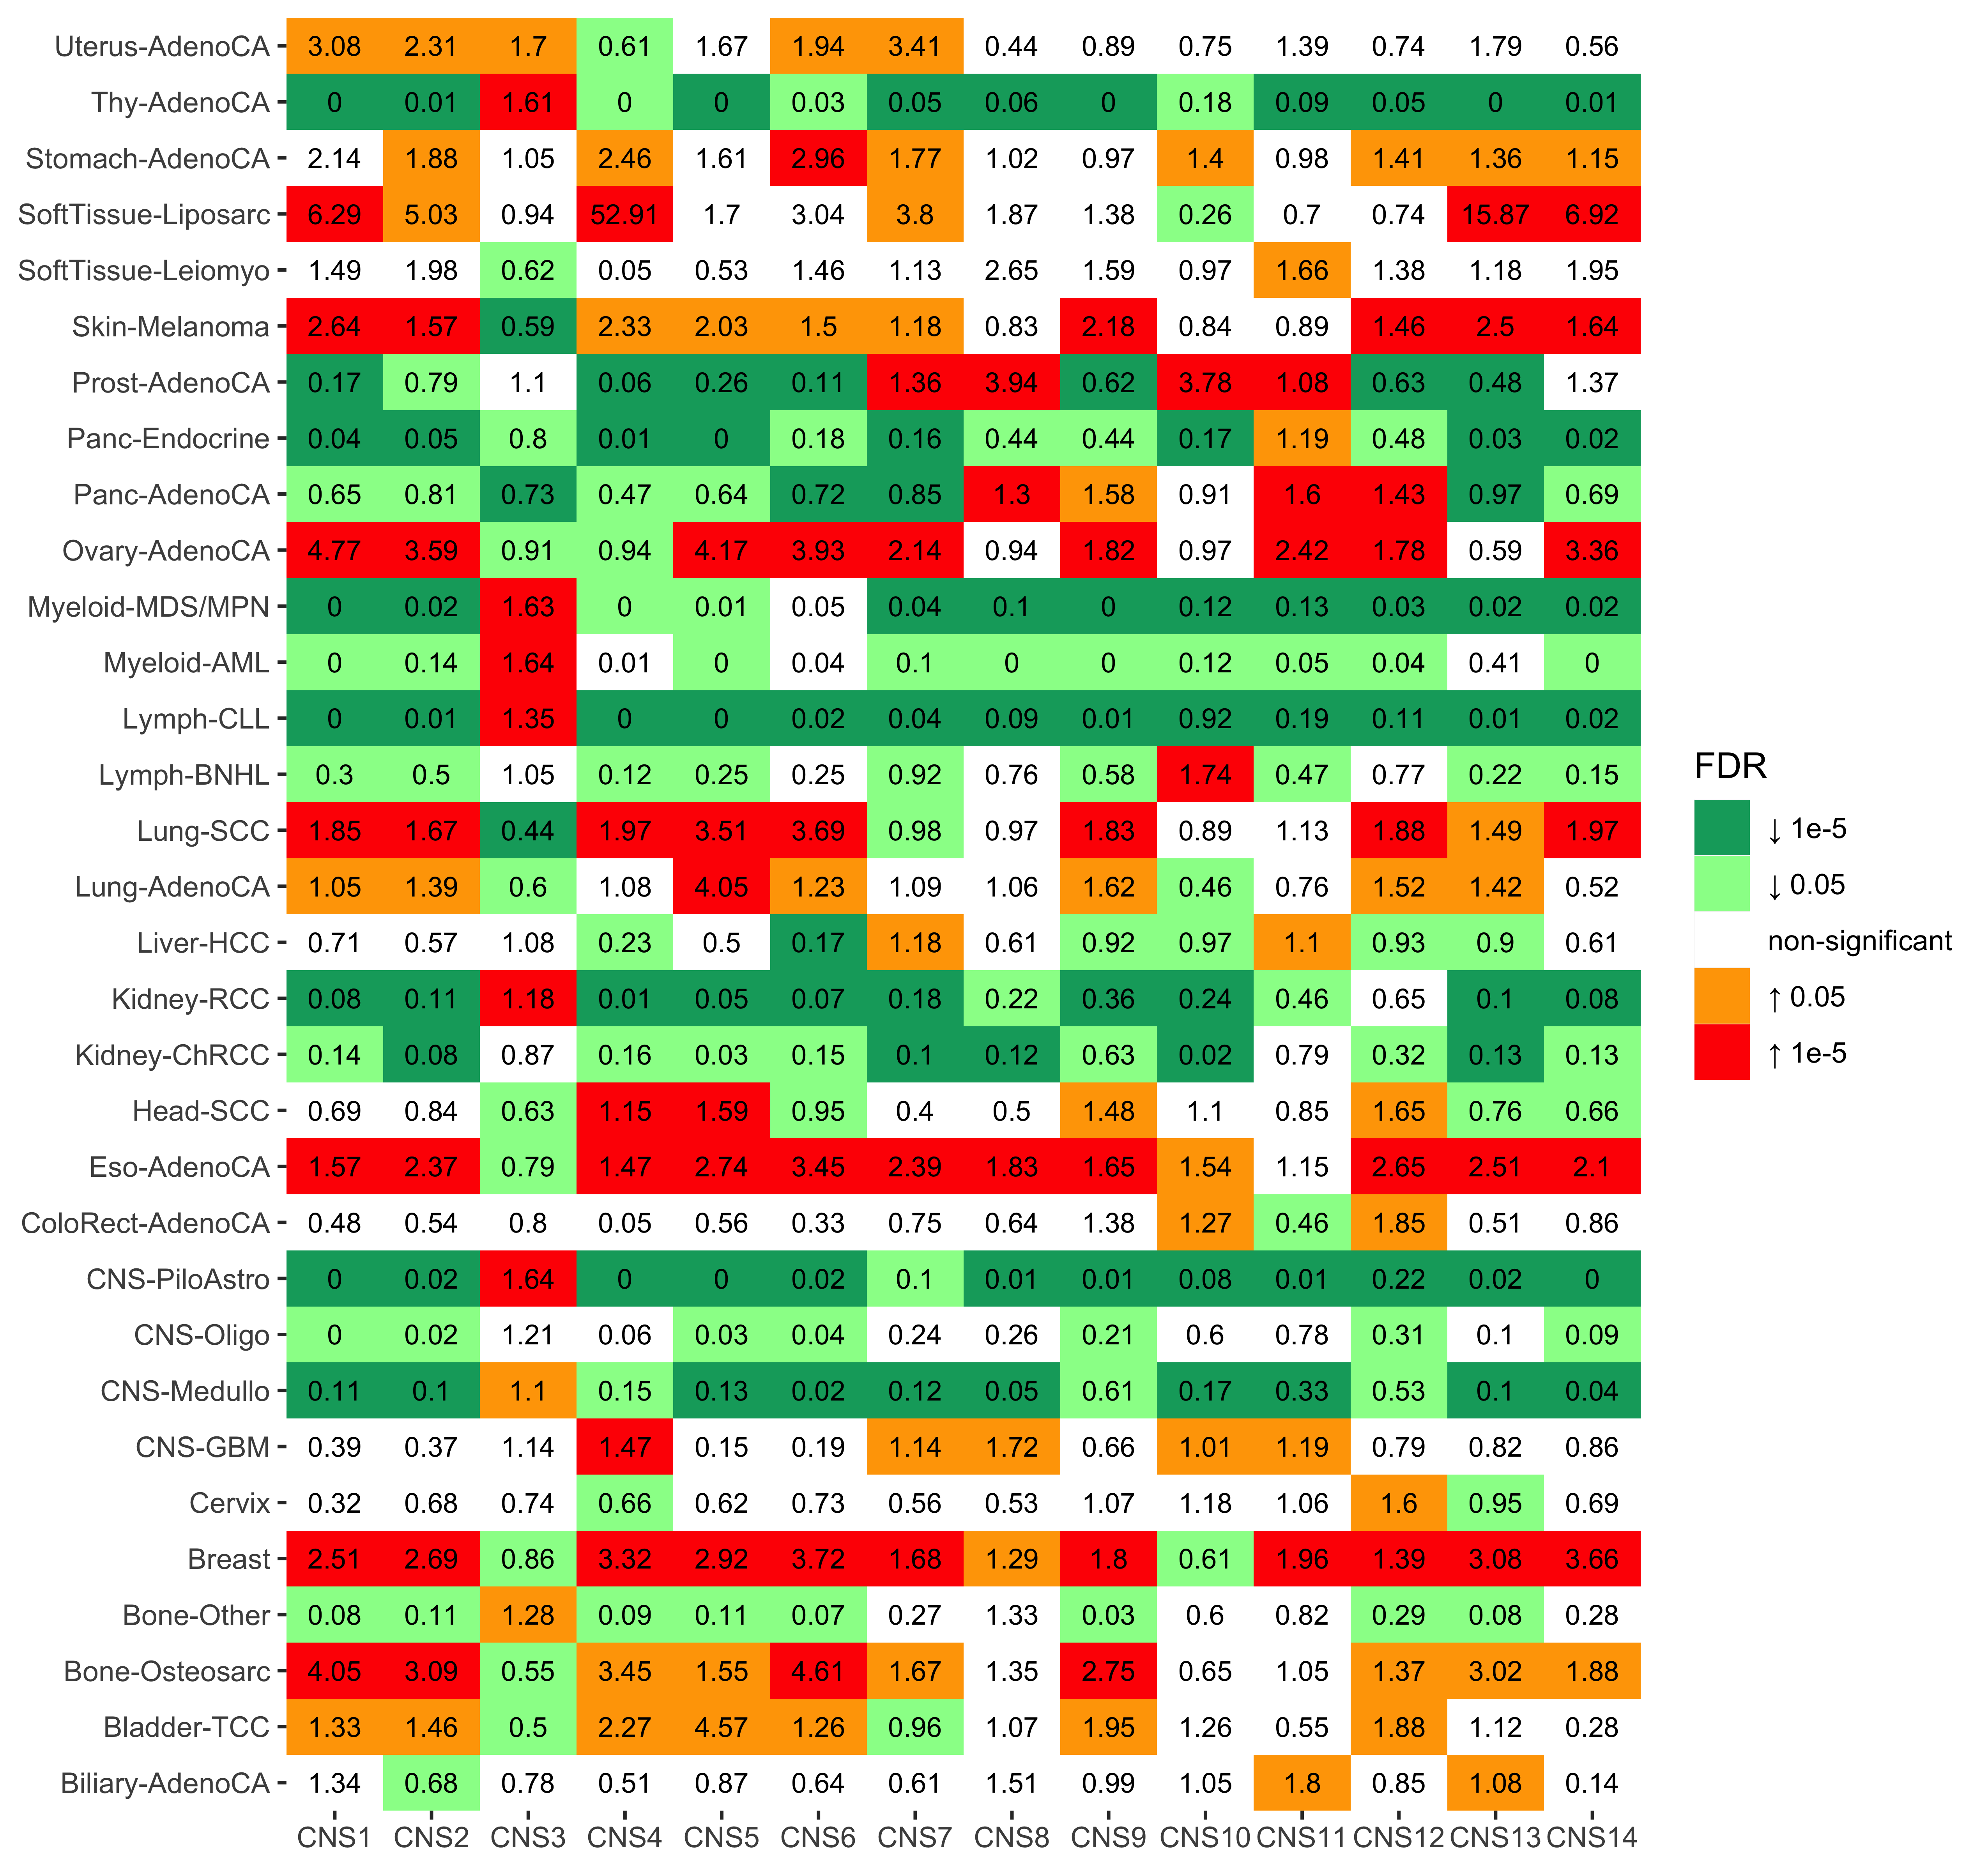 Uterus-AdenoCA 3.08 2.31 1.7 0.61 1.67 1.94 3.41 0.44 0.89 0.75 1.39 0.74 1.79 0.56
Thy-AdenoCA 0 0.01 1.61 0 0 0.03 0.05 0.06 0 0.18 0.09 0.05 0 0.01
Stomach-AdenoCA 2.14 1.88 1.05 2.46 1.61 2.96 1.77 1.02 0.97 1.4 0.98 1.41 1.36 1.15
SoftTissue-Liposarc 6.29 5.03 0.94 52.91 1.7 3.04 3.8 1.87 1.38 0.26 0.7 0.74 15.87 6.92
SoftTissue-Leiomyo 1.49 1.98 0.62 0.05 0.53 1.46 1.13 2.65 1.59 0.97 1.66 1.38 1.18 1.95
Skin-Melanoma 2.64 1.57 0.59 2.33 2.03 1.5 1.18 0.83 2.18 0.84 0.89 1.46 2.5 1.64
Prost-AdenoCA 0.17 0.79 1.1 0.06 0.26 0.11 1.36 3.94 0.62 3.78 1.08 0.63 0.48 1.37
Panc-Endocrine 0.04 0.05 0.8 0.01 0 0.18 0.16 0.44 0.44 0.17 1.19 0.48 0.03 0.02
Panc-AdenoCA 0.65 0.81 0.73 0.47 0.64 0.72 0.85 1.3 1.58 0.91 1.6 1.43 0.97 0.69
Ovary-AdenoCA 4.77 3.59 0.91 0.94 4.17 3.93 2.14 0.94 1.82 0.97 2.42 1.78 0.59 3.36
Myeloid-MDS/MPN 0 0.02 1.63 0 0.01 0.05 0.04 0.1 0 0.12 0.13 0.03 0.02 0.02
Myeloid-AML 0 0.14 1.64 0.01 0 0.04 0.1 0 0 0.12 0.05 0.04 0.41 0
Lymph-CLL 0 0.01 1.35 0 0 0.02 0.04 0.09 0.01 0.92 0.19 0.11 0.01 0.02
Lymph-BNHL 0.3 0.5 1.05 0.12 0.25 0.25 0.92 0.76 0.58 1.74 0.47 0.77 0.22 0.15
Lung-SCC 1.85 1.67 0.44 1.97 3.51 3.69 0.98 0.97 1.83 0.89 1.13 1.88 1.49 1.97
Lung-AdenoCA 1.05 1.39 0.6 1.08 4.05 1.23 1.09 1.06 1.62 0.46 0.76 1.52 1.42 0.52
Liver-HCC 0.71 0.57 1.08 0.23 0.5 0.17 1.18 0.61 0.92 0.97 1.1 0.93 0.9 0.61
Kidney-RCC 0.08 0.11 1.18 0.01 0.05 0.07 0.18 0.22 0.36 0.24 0.46 0.65 0.1 0.08
Kidney-ChRCC 0.14 0.08 0.87 0.16 0.03 0.15 0.1 0.12 0.63 0.02 0.79 0.32 0.13 0.13
Head-SCC 0.69 0.84 0.63 1.15 1.59 0.95 0.4 0.5 1.48 1.1 0.85 1.65 0.76 0.66
Eso-AdenoCA 1.57 2.37 0.79 1.47 2.74 3.45 2.39 1.83 1.65 1.54 1.15 2.65 2.51 2.1
ColoRect-AdenoCA 0.48 0.54 0.8 0.05 0.56 0.33 0.75 0.64 1.38 1.27 0.46 1.85 0.51 0.86
CNS-PiloAstro 0 0.02 1.64 0 0 0.02 0.1 0.01 0.01 0.08 0.01 0.22 0.02 0
CNS-Oligo 0 0.02 1.21 0.06 0.03 0.04 0.24 0.26 0.21 0.6 0.78 0.31 0.1 0.09
CNS-Medullo 0.11 0.1 1.1 0.15 0.13 0.02 0.12 0.05 0.61 0.17 0.33 0.53 0.1 0.04
CNS-GBM 0.39 0.37 1.14 1.47 0.15 0.19 1.14 1.72 0.66 1.01 1.19 0.79 0.82 0.86
Cervix 0.32 0.68 0.74 0.66 0.62 0.73 0.56 0.53 1.07 1.18 1.06 1.6 0.95 0.69
Breast 2.51 2.69 0.86 3.32 2.92 3.72 1.68 1.29 1.8 0.61 1.96 1.39 3.08 3.66
Bone-Other 0.08 0.11 1.28 0.09 0.11 0.07 0.27 1.33 0.03 0.6 0.82 0.29 0.08 0.28
Bone-Osteosarc 4.05 3.09 0.55 3.45 1.55 4.61 1.67 1.35 2.75 0.65 1.05 1.37 3.02 1.88
Bladder-TCC 1.33 1.46 0.5 2.27 4.57 1.26 0.96 1.07 1.95 1.26 0.55 1.88 1.12 0.28
Biliary-AdenoCA 1.34 0.68 0.78 0.51 0.87 0.64 0.61 1.51 0.99 1.05 1.8 0.85 1.08 0.14
CNS1 CNS2 CNS3 CNS4 CNS5 CNS6 CNS7 CNS8 CNS9 CNS10 CNS11 CNS12 CNS13 CNS14
FDR
↓ 1e-5
↓ 0.05
non-significant
↑ 0.05
↑ 1e-5